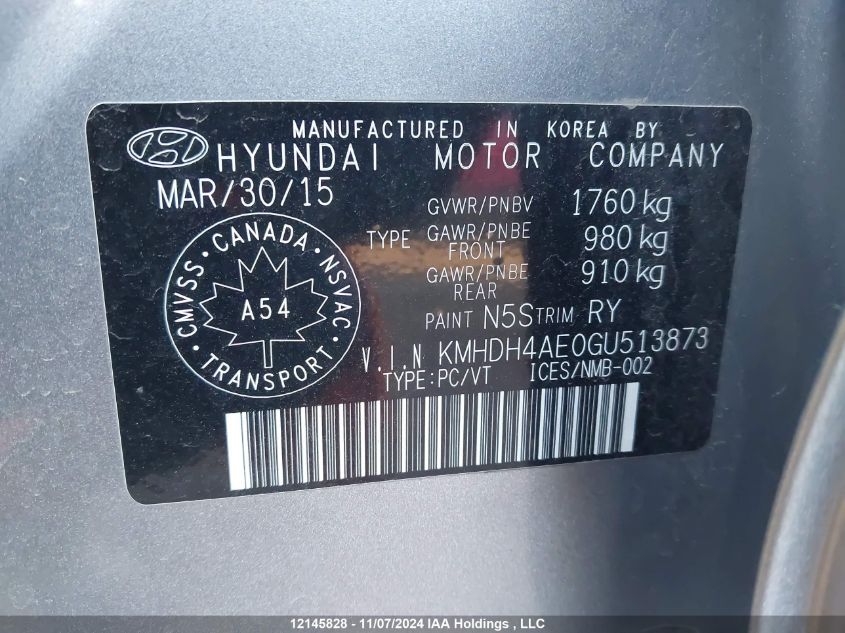 MANUFACTURED IN KOREA BY
HYUNDAI MOTOR COMPANY
MAR/30/15
GVWR/PNBV 1760 kg
TYPE GAWR/PNBE FRONT 980 kg
GAWR/PNBE REAR 910 kg
PAINT N5S TRIM RY
CMVSS · CANADA · NSVAC · TRANSPORT ·
A54
V.I.N KMHDH4AE0GU513873
TYPE:PC/VT ICES/NMB-002
12145828 - 11/07/2024 IAA Holdings , LLC